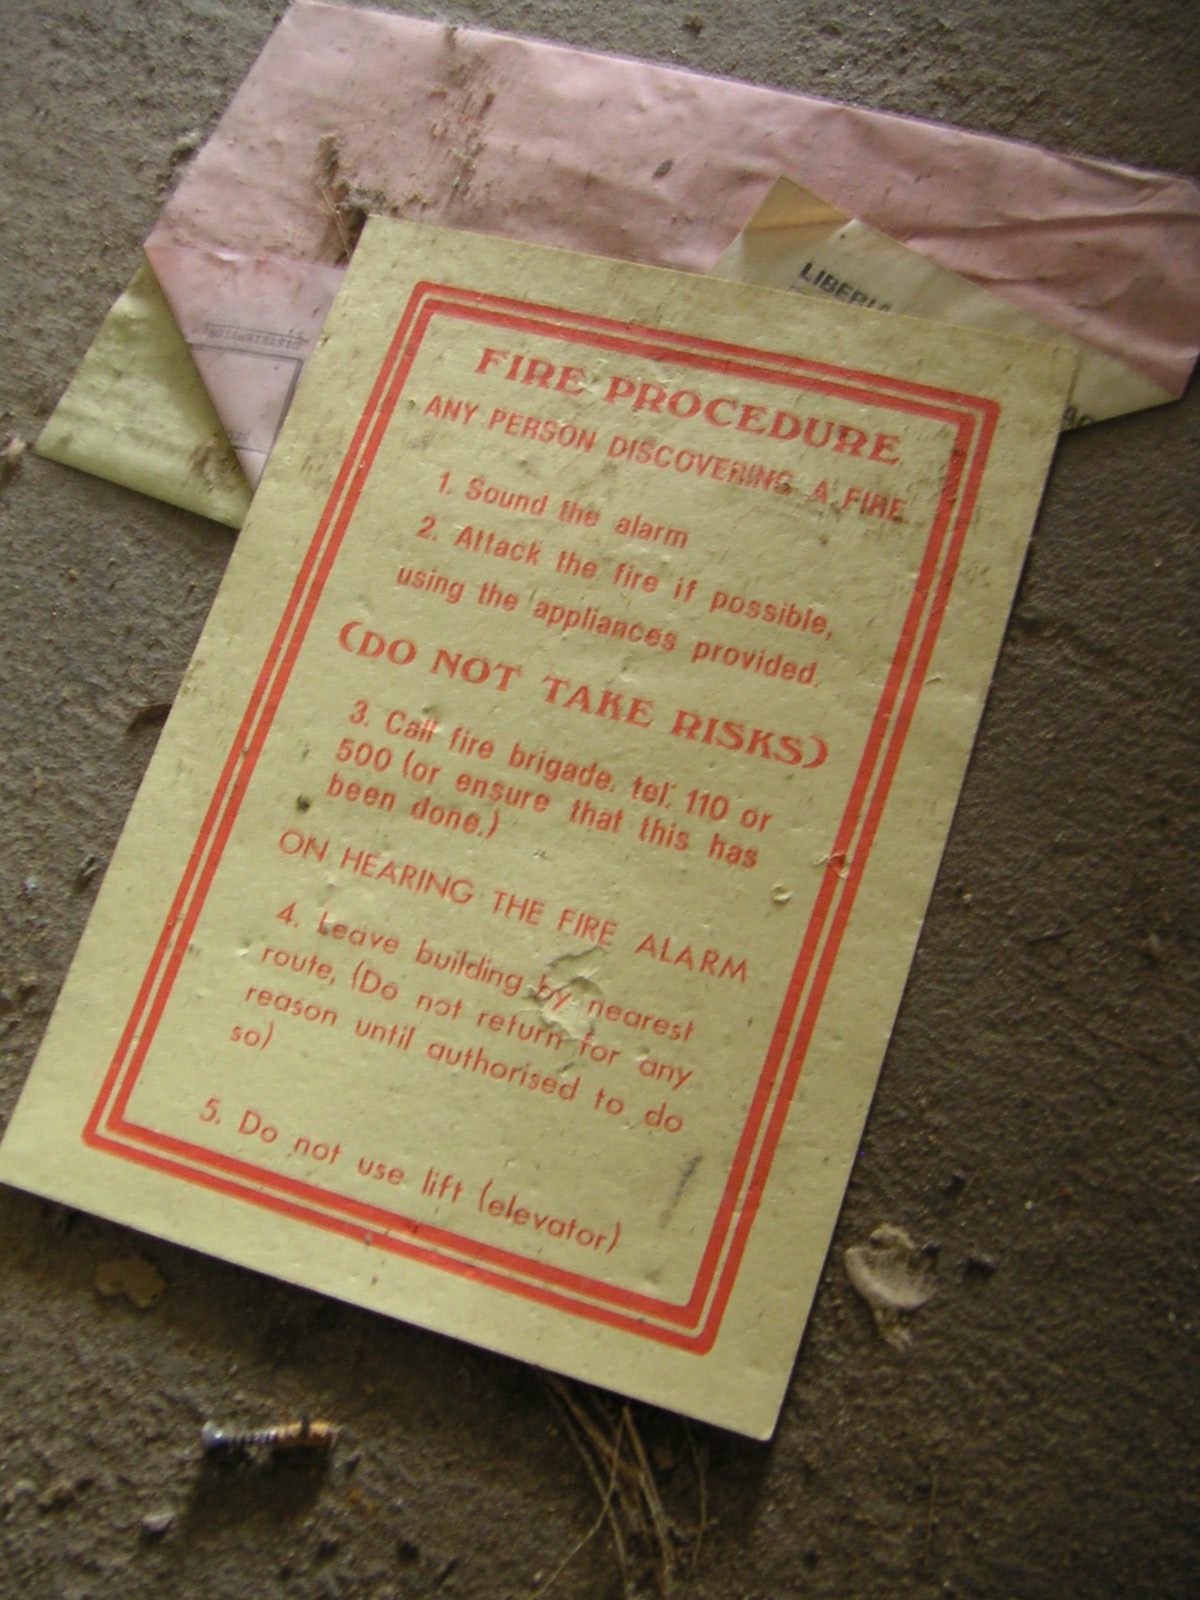 LIBERIA
FIRE PROCEDURE
ANY PERSON DISCOVERING A FIRE
1. Sound the alarm
2. Attack the fire if possible,
using the appliances provided.
(DO NOT TAKE RISKS)
3. Call fire brigade. tel: 110 or
500 (or ensure that this has
been done.)
ON HEARING THE FIRE ALARM
4. Leave building by nearest
route, (Do not return for any
reason until authorised to do
so)
5. Do not use lift (elevator)